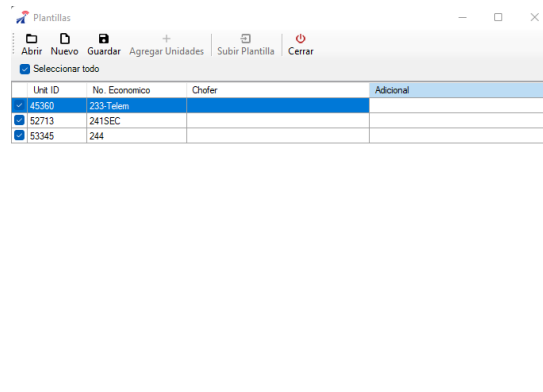 Plantillas
Abrir Nuevo Guardar Agregar Unidades Subir Plantilla Cerrar
Seleccionar todo
Unit ID No. Economico Chofer Adicional
45360 233-Telem
52713 241SEC
53345 244